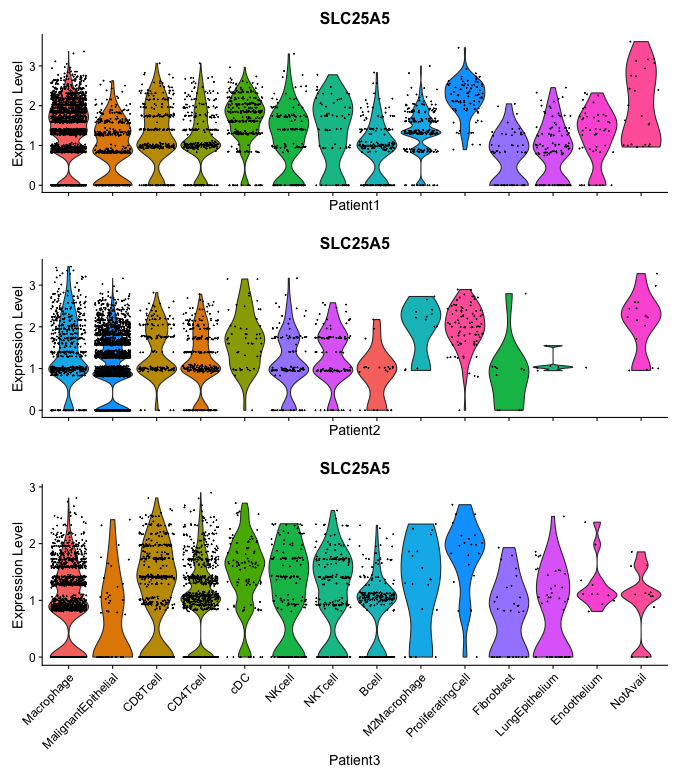 SLC25A5
Expression Level
3
2
1
0
Patient1
SLC25A5
Expression Level
3
2
1
0
Patient2
SLC25A5
Expression Level
3
2
1
0
Macrophage
MalignantEpithelial
CD8Tcell
CD4Tcell
cDC
NKcell
NKTcell
Bcell
M2Macrophage
ProliferatingCell
Fibroblast
LungEpithelium
Endothelium
NotAvail
Patient3